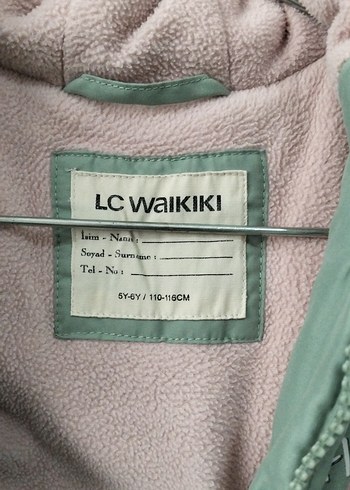 LC WAIKIKI
İsim - Name :
Soyad - Surname :
Tel - No :
5Y-6Y / 110-116CM